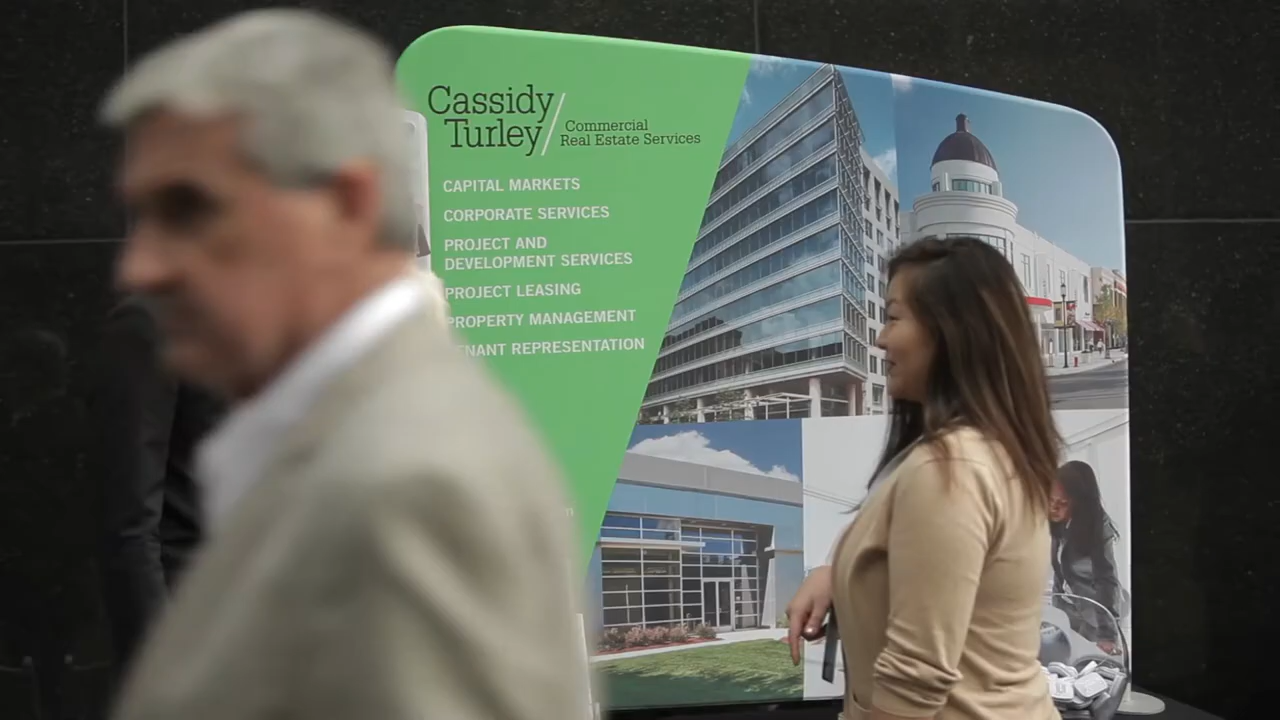 Cassidy
Turley
Commercial
Real Estate Services
CAPITAL MARKETS
CORPORATE SERVICES
PROJECT AND
DEVELOPMENT SERVICES
PROJECT LEASING
PROPERTY MANAGEMENT
REPRESENTATION